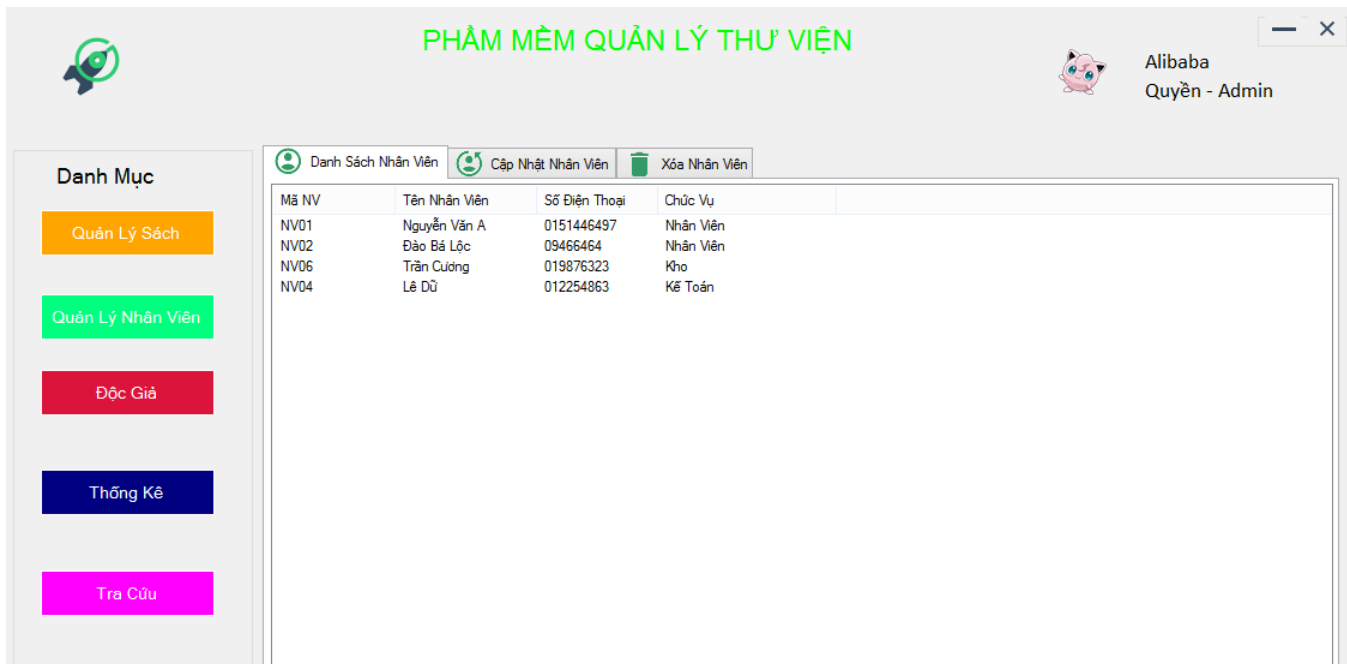 PHẦM MỀM QUẢN LÝ THƯ VIỆN
Alibaba
Quyền - Admin
Danh Mục
Quản Lý Sách
Quản Lý Nhân Viên
Độc Giả
Thống Kê
Tra Cứu
Danh Sách Nhân Viên Cập Nhật Nhân Viên Xóa Nhân Viên
Mã NV Tên Nhân Viên Số Điện Thoại Chức Vụ
NV01 Nguyễn Văn A 0151446497 Nhân Viên
NV02 Đào Bá Lộc 09466464 Nhân Viên
NV06 Trần Cương 019876323 Kho
NV04 Lê Dũ 012254863 Kế Toán